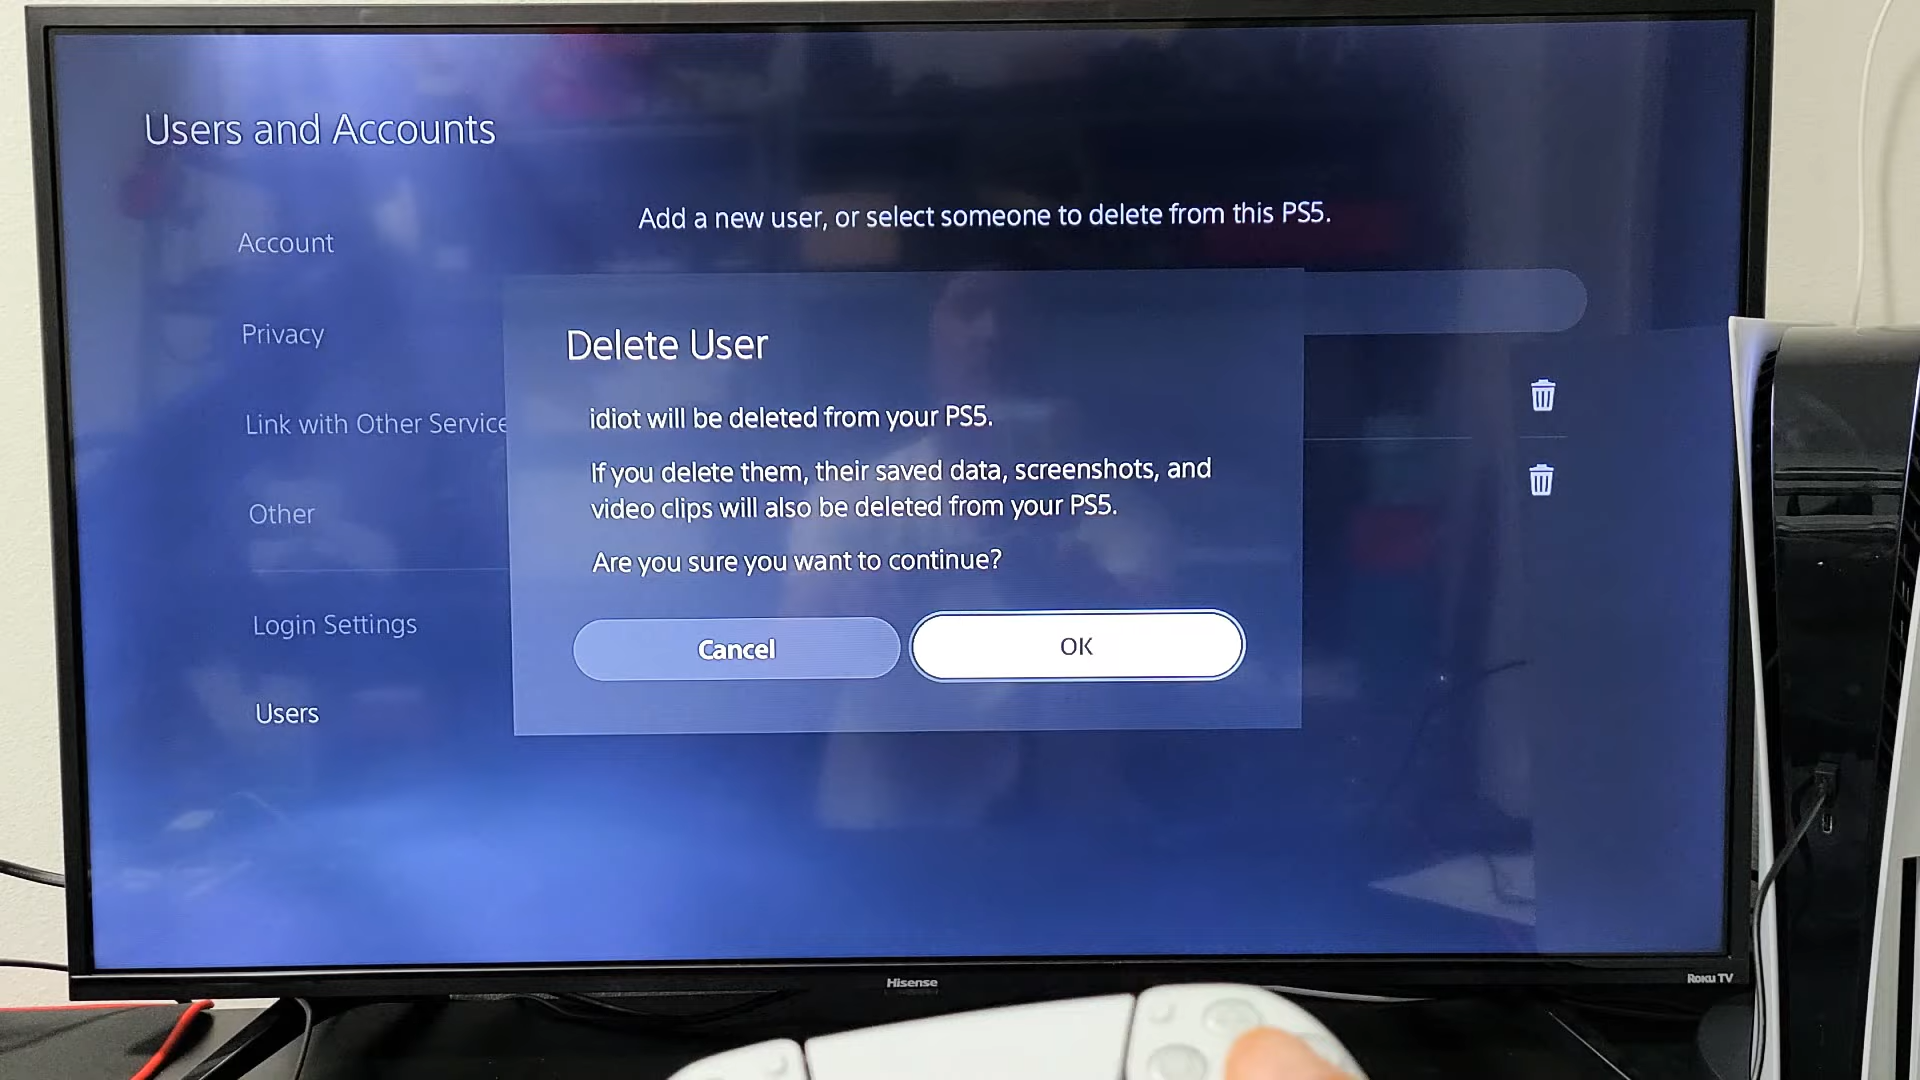 Users and Accounts
Add a new user, or select someone to delete from this PS5.
Account
Privacy
Link with Other Service
Other
Login Settings
Users
Delete User
idiot will be deleted from your PS5.
If you delete them, their saved data, screenshots, and
video clips will also be deleted from your PS5.
Are you sure you want to continue?
Cancel
OK
Hisense
Roku TV